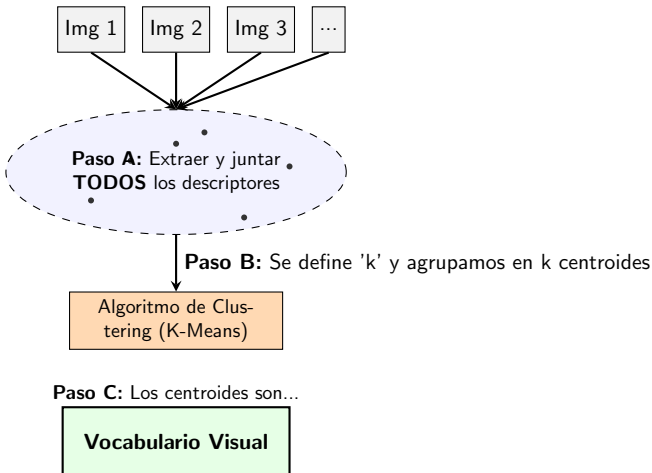 Img 1 Img 2 Img 3 ...
Paso A: Extraer y juntar
TODOS los descriptores
Paso B: Se define 'k' y agrupamos en k centroides
Algoritmo de Clus-
tering (K-Means)
Paso C: Los centroides son...
Vocabulario Visual